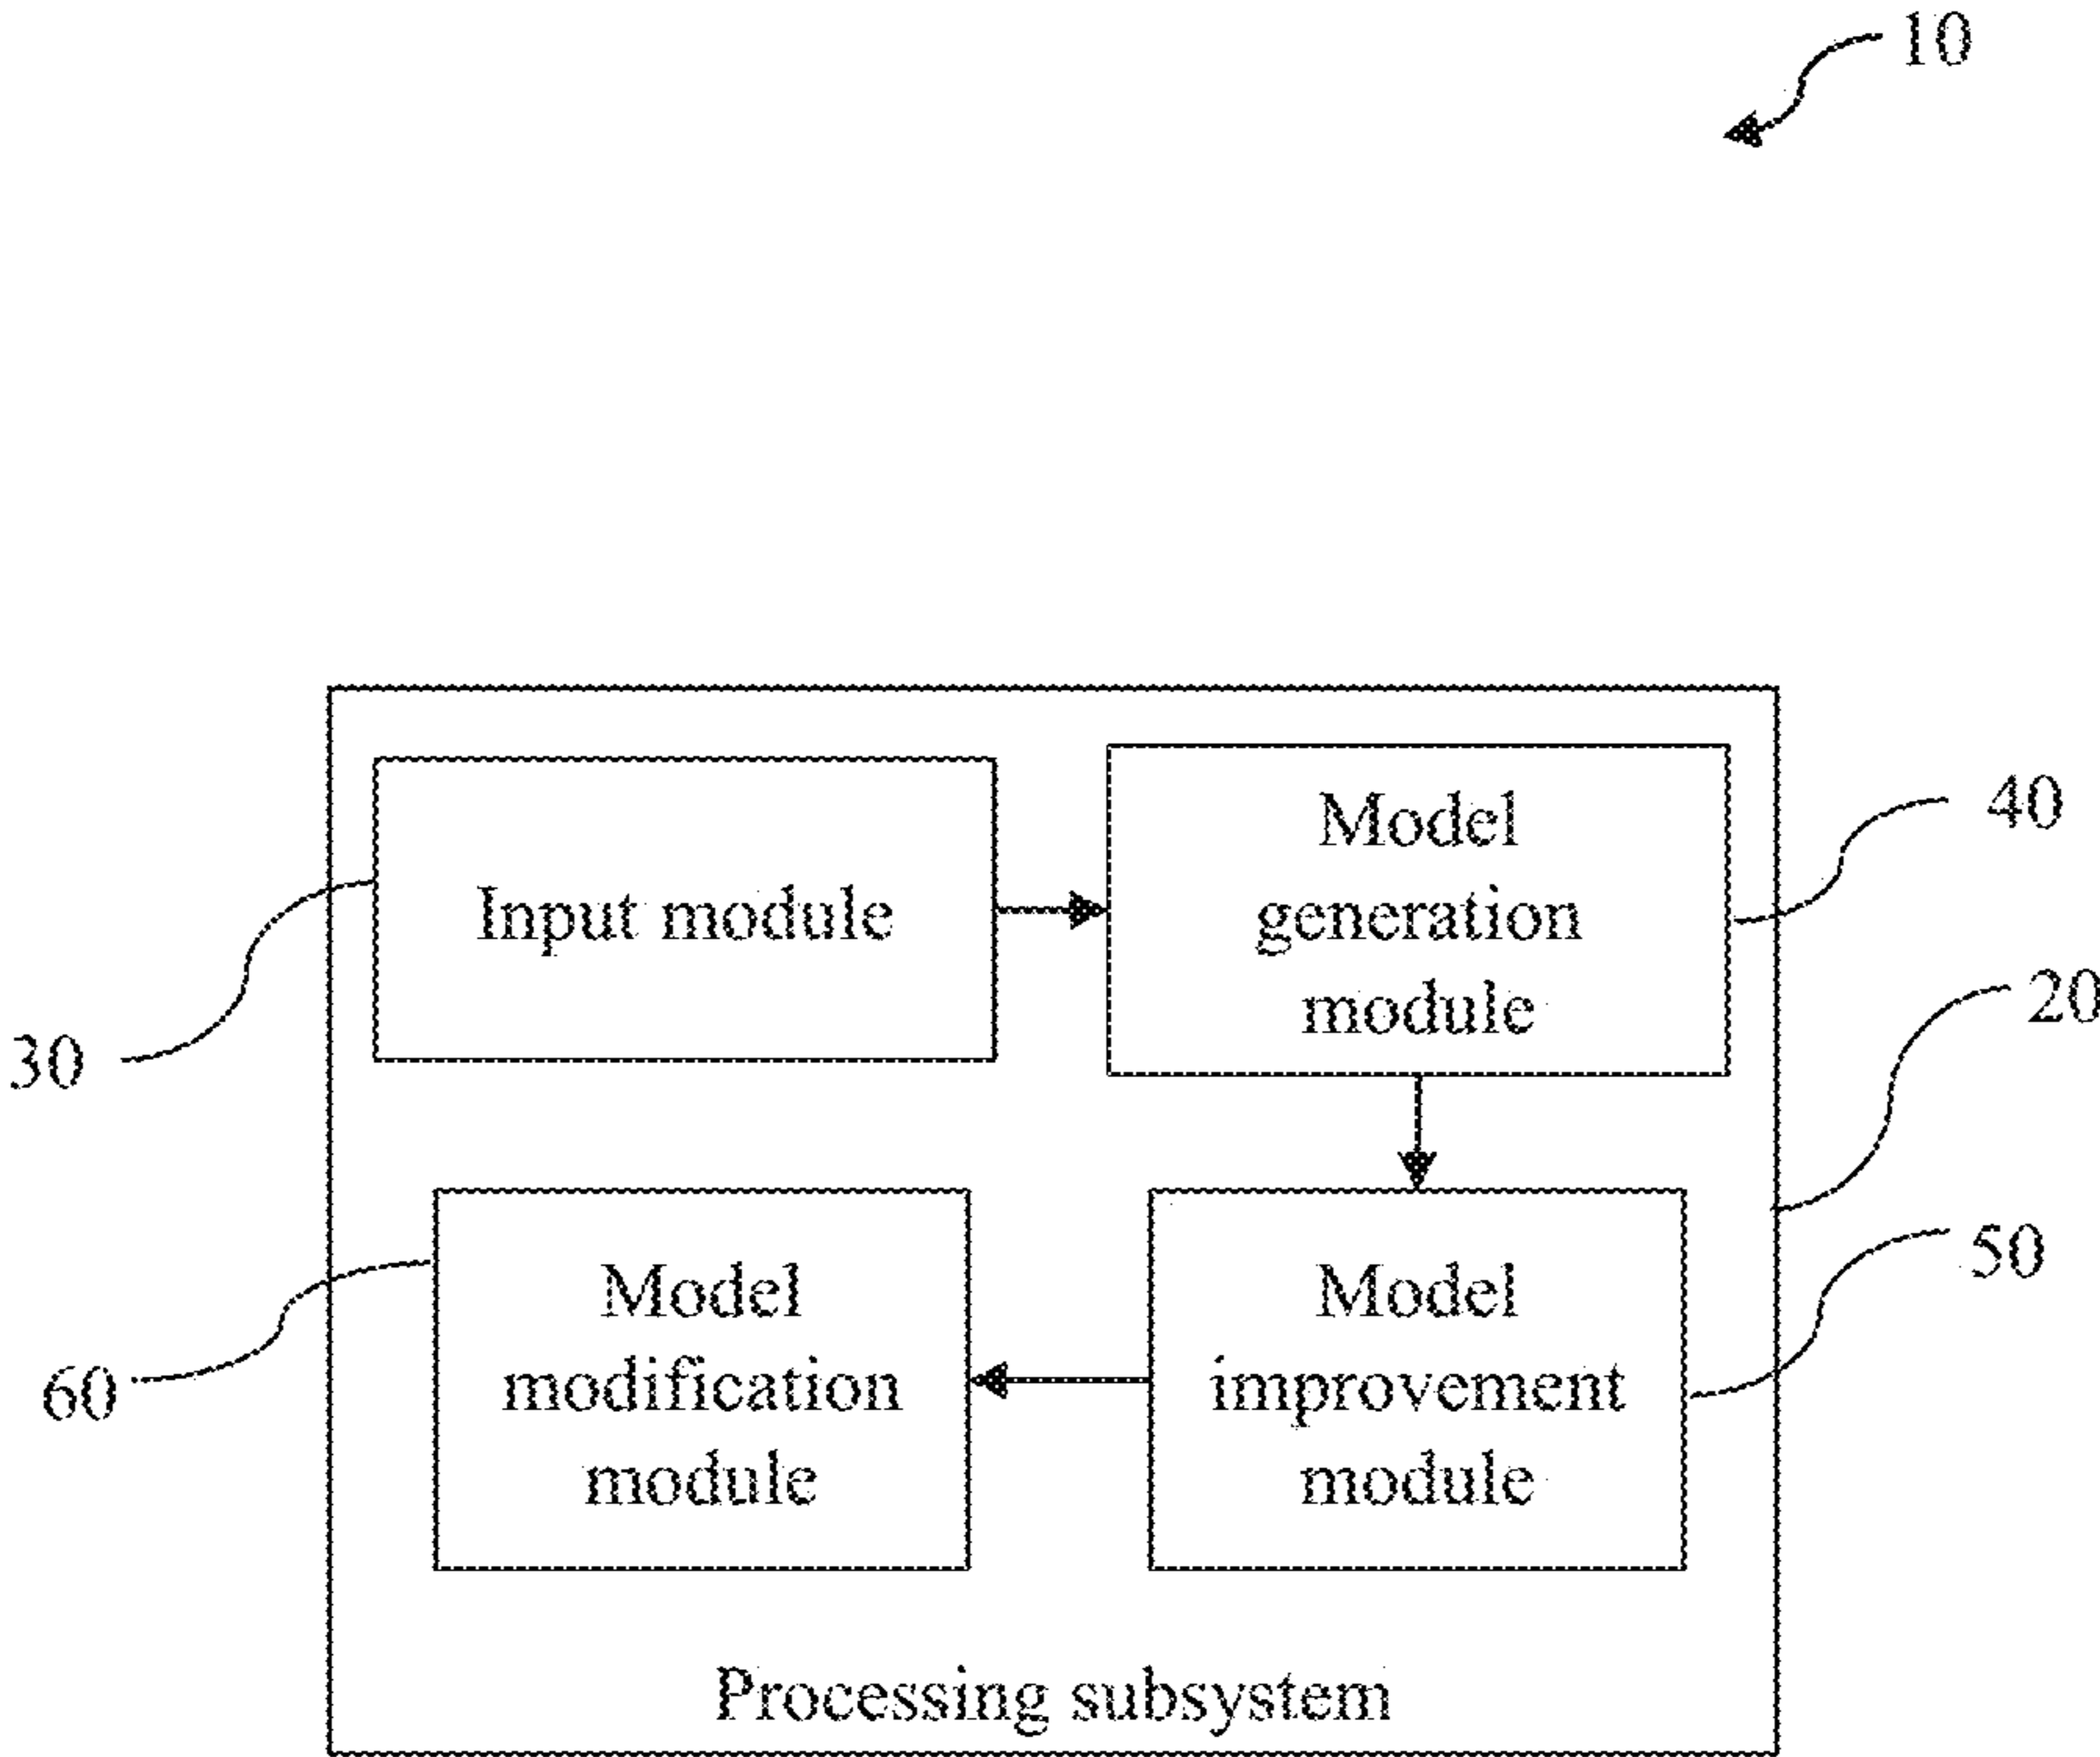 10
Input module
Model
generation
module
40
20
30
Model
modification
module
60
Model
improvement
module
50
Processing subsystem